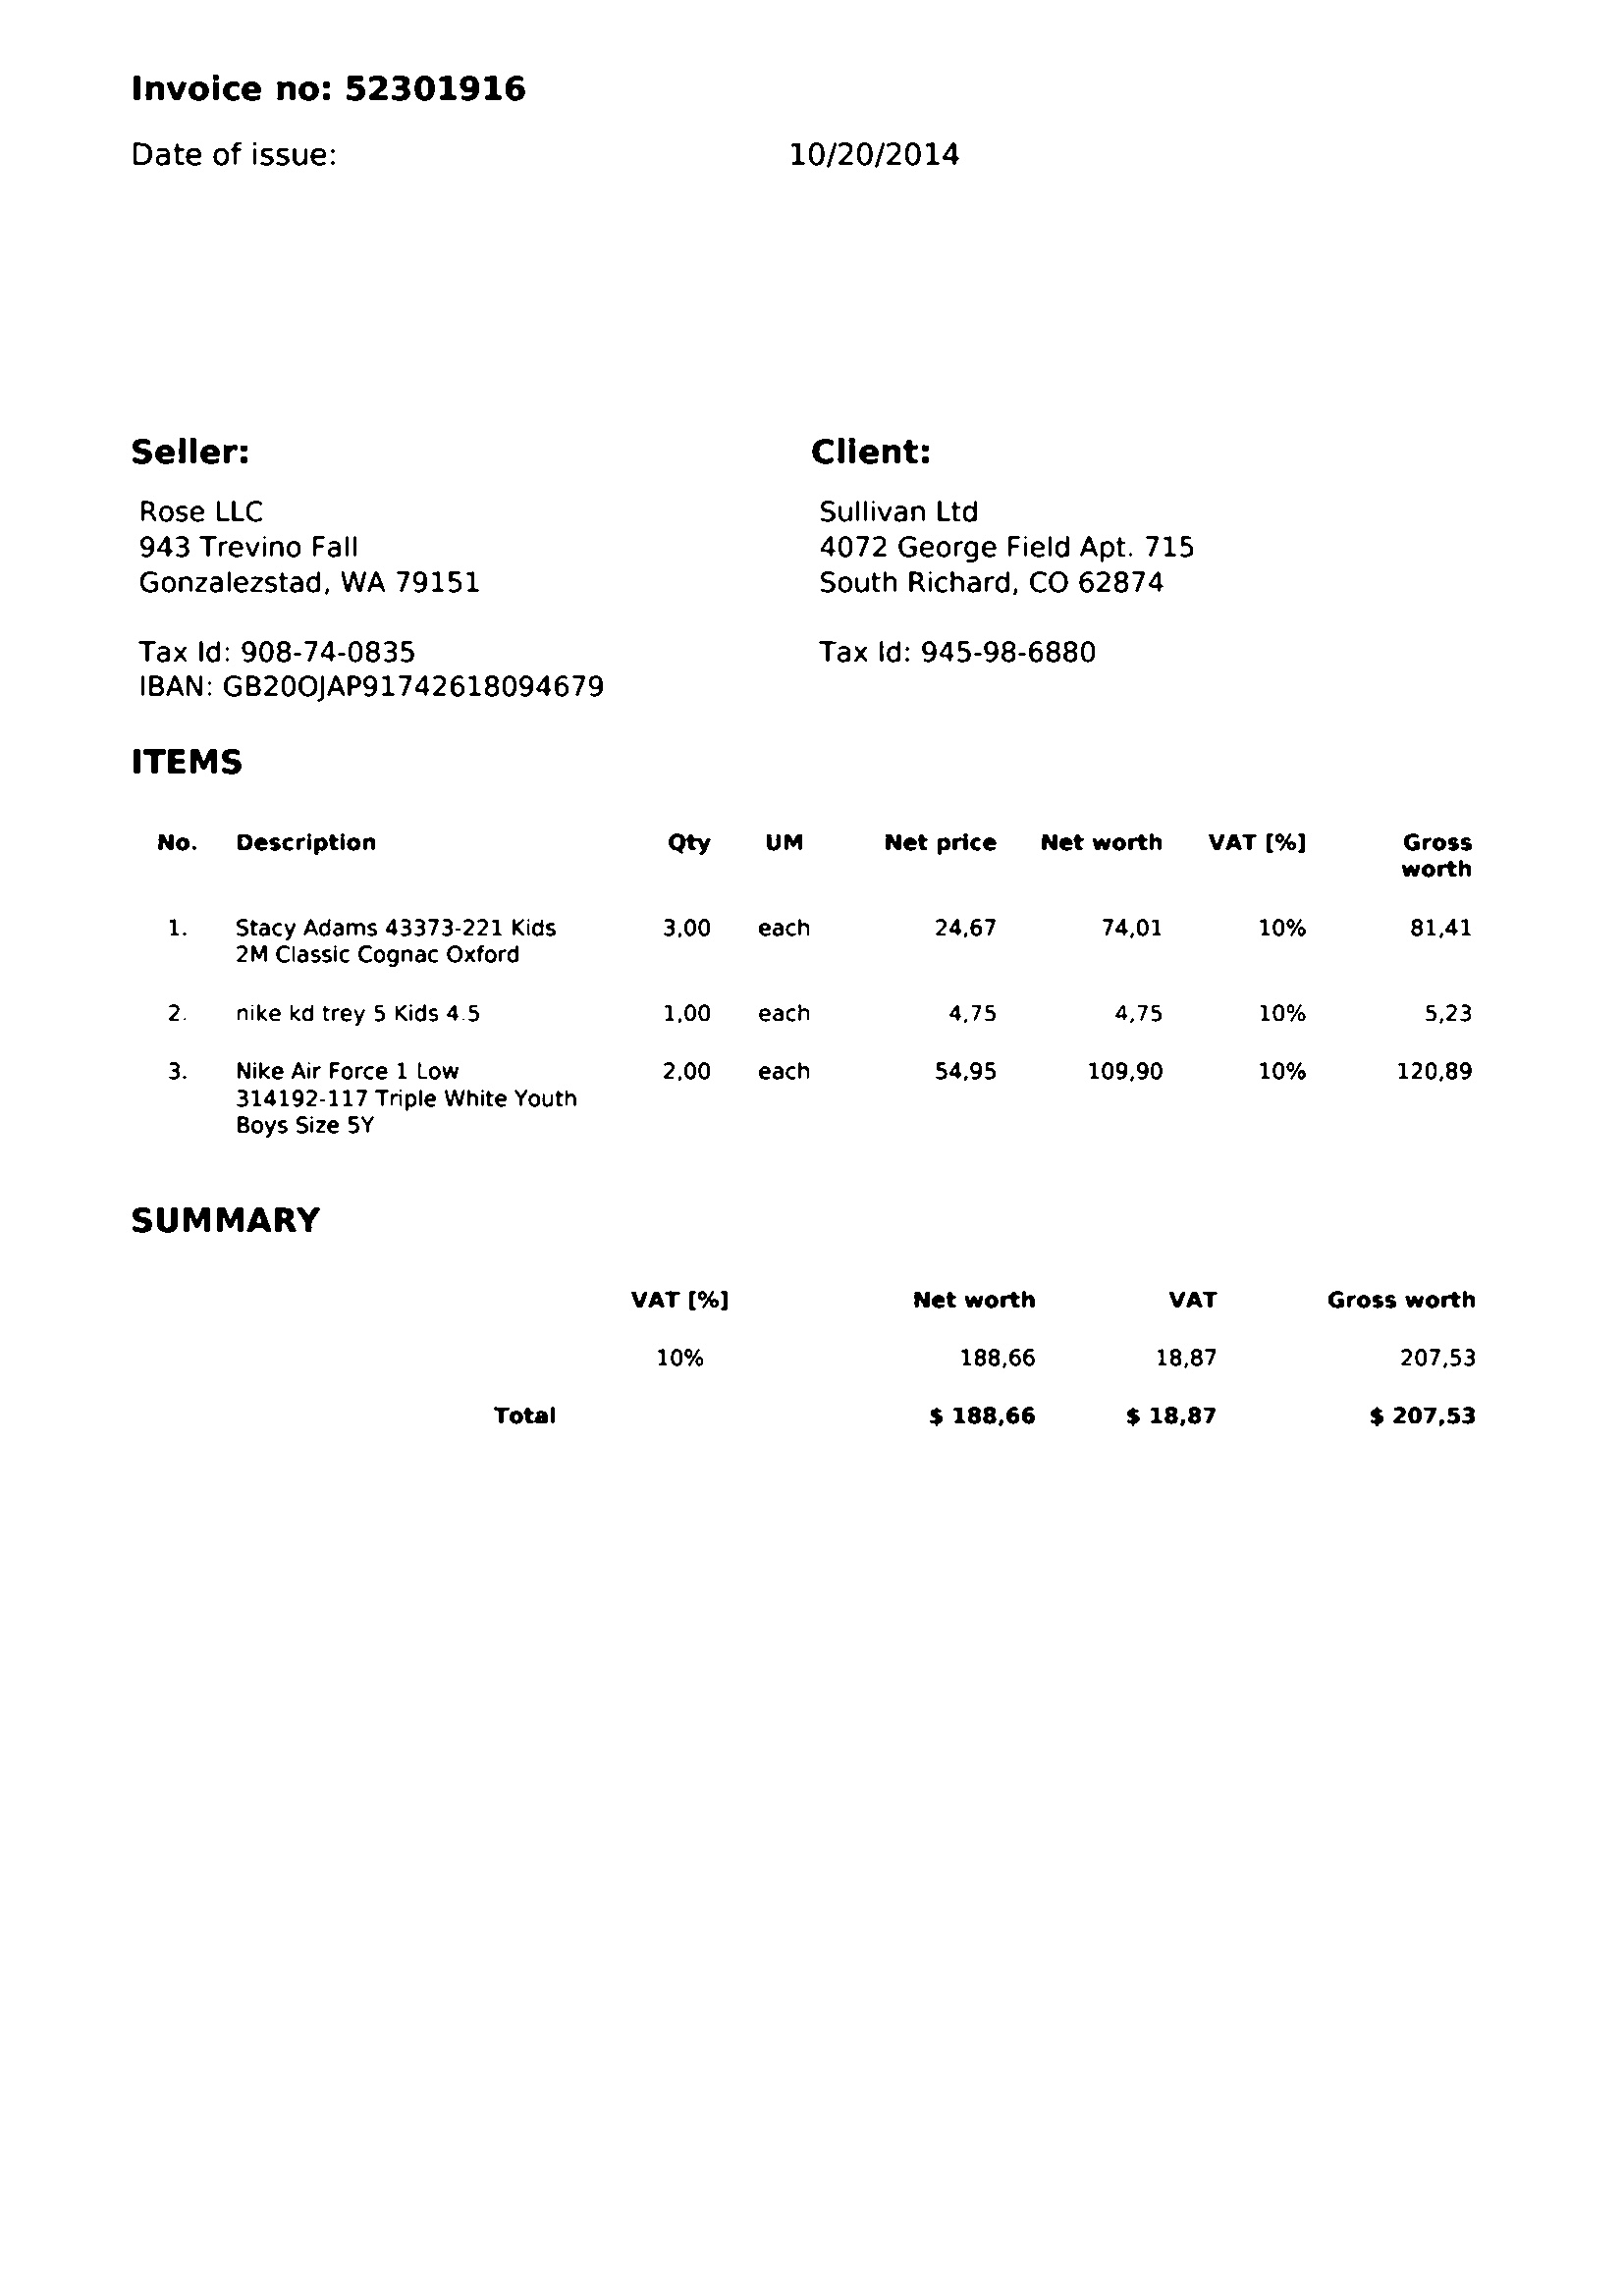 Invoice no: 52301916
Date of issue: 10/20/2014
Seller: Client:
Rose LLC Sullivan Ltd
943 Trevino Fall 4072 George Field Apt. 715
Gonzalezstad, WA 79151 South Richard, CO 62874
Tax Id: 908-74-0835 Tax Id: 945-98-6880
IBAN: GB20OJAP91742618094679
ITEMS
No. Description Qty UM Net price Net worth VAT [%] Gross
worth
1. Stacy Adams 43373-221 Kids 3,00 each 24,67 74,01 10% 81,41
2M Classic Cognac Oxford
2. nike kd trey 5 Kids 4.5 1,00 each 4,75 4,75 10% 5,23
3. Nike Air Force 1 Low 2,00 each 54,95 109,90 10% 120,89
314192-117 Triple White Youth
Boys Size 5Y
SUMMARY
VAT [%] Net worth VAT Gross worth
10% 188,66 18,87 207,53
Total $ 188,66 $ 18,87 $ 207,53